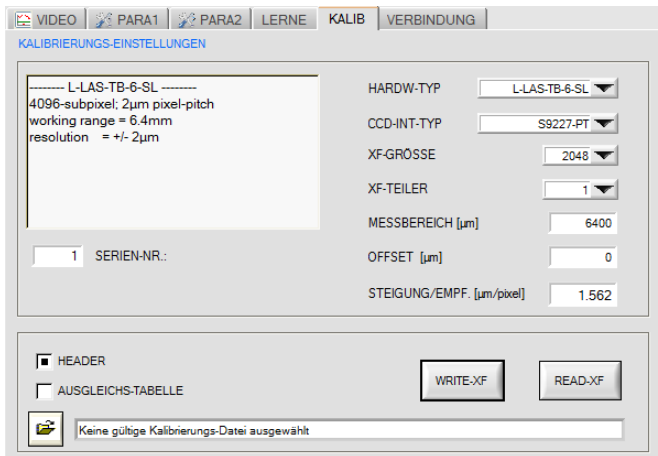 VIDEO PARA1 PARA2 LERNE KALIB VERBINDUNG
KALIBRIERUNGS-EINSTELLUNGEN
-------- L-LAS-TB-6-SL --------
4096-subpixel; 2µm pixel-pitch
working range = 6.4mm
resolution = +/- 2µm
1 SERIEN-NR.:
HARDW-TYP L-LAS-TB-6-SL
CCD-INT-TYP S9227-PT
XF-GRÖSSE 2048
XF-TEILER 1
MESSBEREICH [µm] 6400
OFFSET [µm] 0
STEIGUNG/EMPF. [µm/pixel] 1.562
HEADER
AUSGLEICHS-TABELLE
WRITE-XF READ-XF
Keine gültige Kalibrierungs-Datei ausgewählt